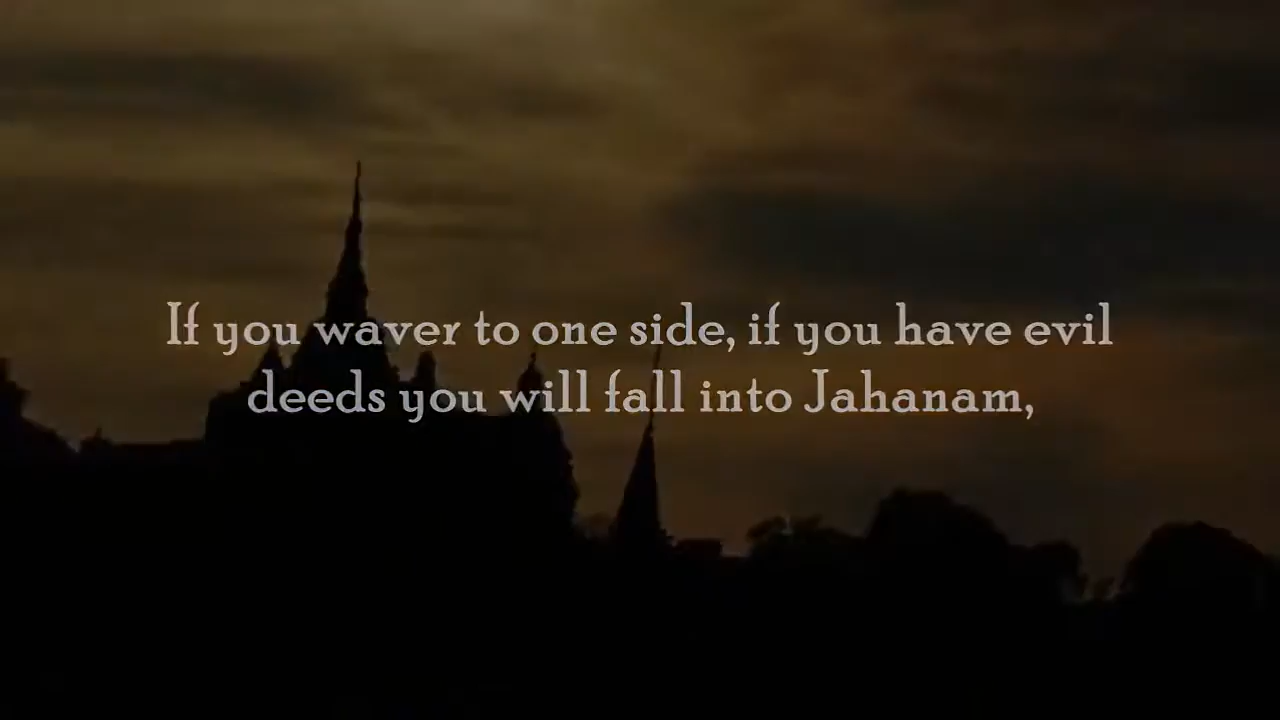 If you waver to one side, if you have evil
deeds you will fall into Jahanam,